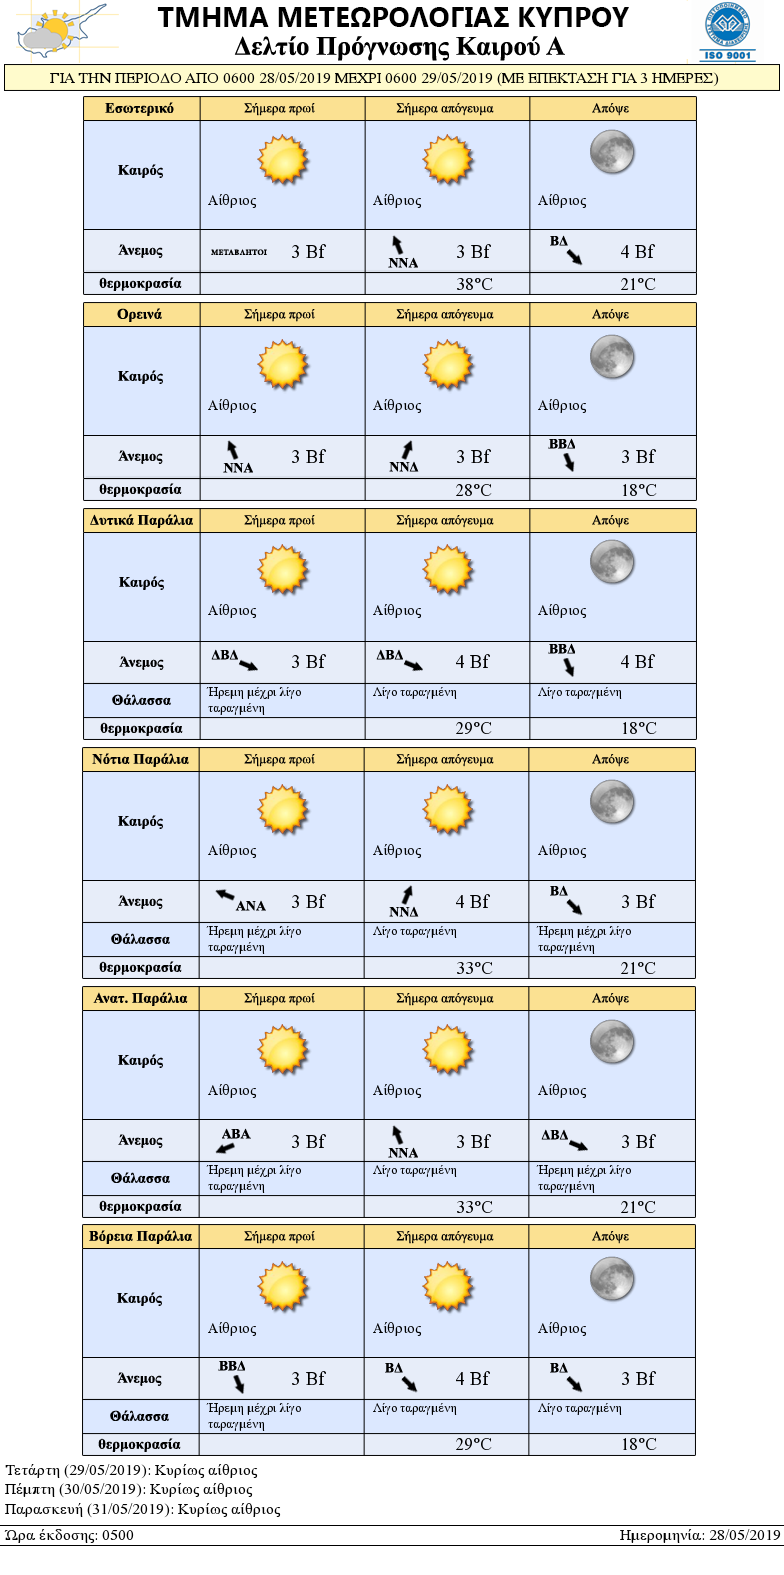 ΤΜΗΜΑ ΜΕΤΕΩΡΟΛΟΓΙΑΣ ΚΥΠΡΟΥ
Δελτίο Πρόγνωσης Καιρού Α
ISO 9001
ΓΙΑ ΤΗΝ ΠΕΡΙΟΔΟ ΑΠΟ 0600 28/05/2019 ΜΕΧΡΙ 0600 29/05/2019 (ΜΕ ΕΠΕΚΤΑΣΗ ΓΙΑ 3 ΗΜΕΡΕΣ)
Εσωτερικό Σήμερα πρωί Σήμερα απόγευμα Απόψε
Καιρός
Αίθριος Αίθριος Αίθριος
Άνεμος ΜΕΤΑΒΛΗΤΟΙ 3 Bf ΝΝΑ 3 Bf ΒΔ 4 Bf
θερμοκρασία 38°C 21°C
Ορεινά Σήμερα πρωί Σήμερα απόγευμα Απόψε
Καιρός
Αίθριος Αίθριος Αίθριος
Άνεμος ΝΝΑ 3 Bf ΝΝΔ 3 Bf ΒΒΔ 3 Bf
θερμοκρασία 28°C 18°C
Δυτικά Παράλια Σήμερα πρωί Σήμερα απόγευμα Απόψε
Καιρός
Αίθριος Αίθριος Αίθριος
Άνεμος ΔΒΔ 3 Bf ΔΒΔ 4 Bf ΒΒΔ 4 Bf
Θάλασσα Ήρεμη μέχρι λίγο Λίγο ταραγμένη Λίγο ταραγμένη
ταραγμένη
θερμοκρασία 29°C 18°C
Νότια Παράλια Σήμερα πρωί Σήμερα απόγευμα Απόψε
Καιρός
Αίθριος Αίθριος Αίθριος
Άνεμος ΑΝΑ 3 Bf ΝΝΔ 4 Bf ΒΔ 3 Bf
Θάλασσα Ήρεμη μέχρι λίγο Λίγο ταραγμένη Ήρεμη μέχρι λίγο
ταραγμένη ταραγμένη
θερμοκρασία 33°C 21°C
Ανατ. Παράλια Σήμερα πρωί Σήμερα απόγευμα Απόψε
Καιρός
Αίθριος Αίθριος Αίθριος
Άνεμος ΑΒΑ 3 Bf ΝΝΑ 3 Bf ΔΒΔ 3 Bf
Θάλασσα Ήρεμη μέχρι λίγο Λίγο ταραγμένη Ήρεμη μέχρι λίγο
ταραγμένη ταραγμένη
θερμοκρασία 33°C 21°C
Βόρεια Παράλια Σήμερα πρωί Σήμερα απόγευμα Απόψε
Καιρός
Αίθριος Αίθριος Αίθριος
Άνεμος ΒΒΔ 3 Bf ΒΔ 4 Bf ΒΔ 3 Bf
Θάλασσα Ήρεμη μέχρι λίγο Λίγο ταραγμένη Λίγο ταραγμένη
ταραγμένη
θερμοκρασία 29°C 18°C
Τετάρτη (29/05/2019): Κυρίως αίθριος
Πέμπτη (30/05/2019): Κυρίως αίθριος
Παρασκευή (31/05/2019): Κυρίως αίθριος
Ώρα έκδοσης: 0500 Ημερομηνία: 28/05/2019